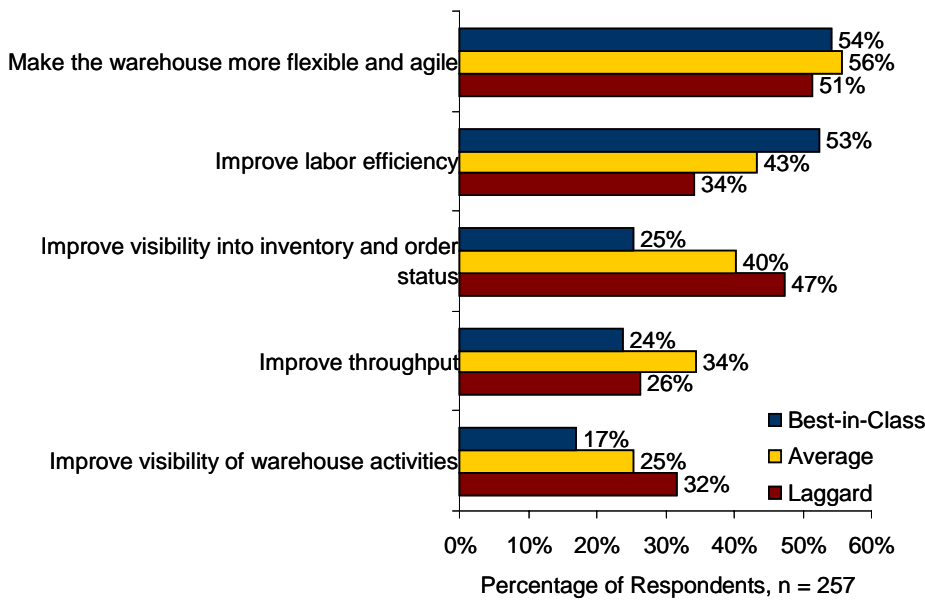 Make the warehouse more flexible and agile
54%
56%
51%
Improve labor efficiency
53%
43%
34%
Improve visibility into inventory and order
status
25%
40%
47%
Improve throughput
24%
34%
26%
Improve visibility of warehouse activities
17%
25%
32%
Best-in-Class
Average
Laggard
0% 10% 20% 30% 40% 50% 60%
Percentage of Respondents, n = 257